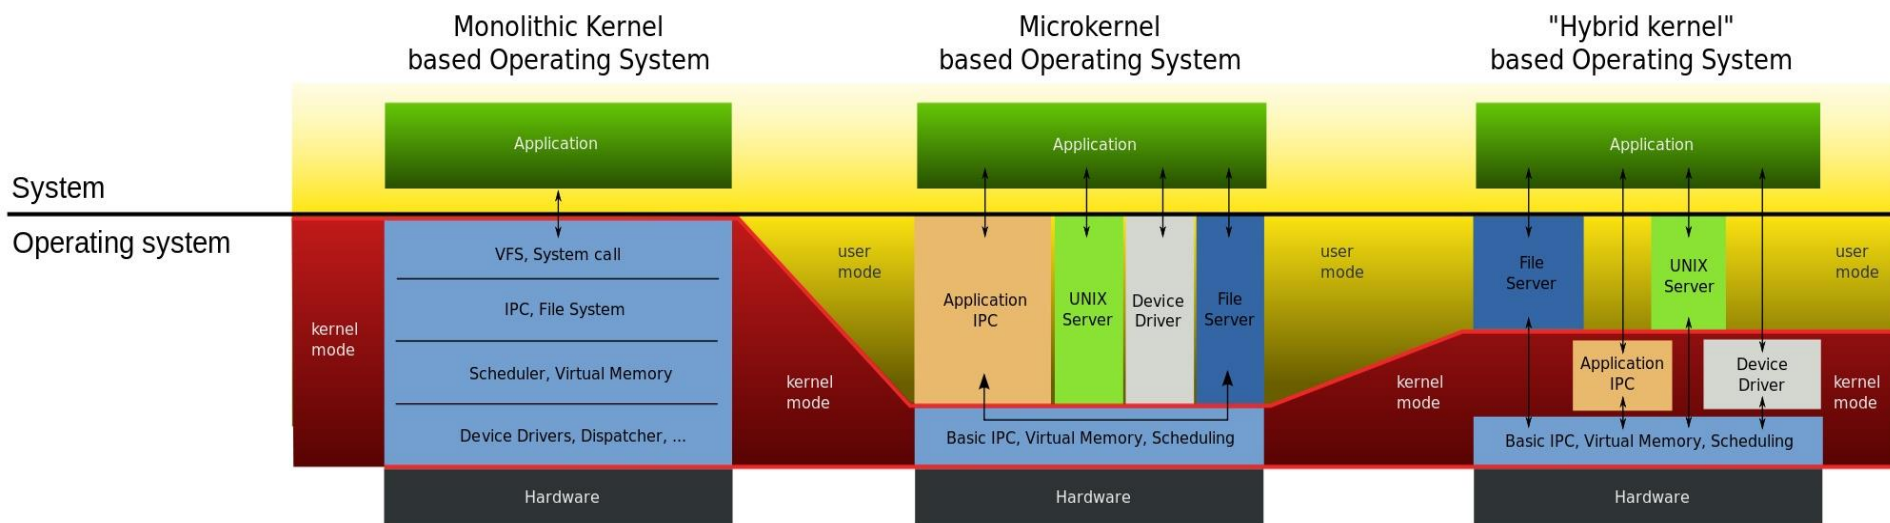 Monolithic Kernel
based Operating System
Microkernel
based Operating System
"Hybrid kernel"
based Operating System
Application
Application
Application
System
Operating system
VFS, System call
IPC, File System
Scheduler, Virtual Memory
Device Drivers, Dispatcher, ...
kernel
mode
kernel
mode
user
mode
Application
IPC
UNIX
Server
Device
Driver
File
Server
Basic IPC, Virtual Memory, Scheduling
user
mode
kernel
mode
File
Server
UNIX
Server
user
mode
Application
IPC
Device
Driver
kernel
mode
Basic IPC, Virtual Memory, Scheduling
Hardware
Hardware
Hardware